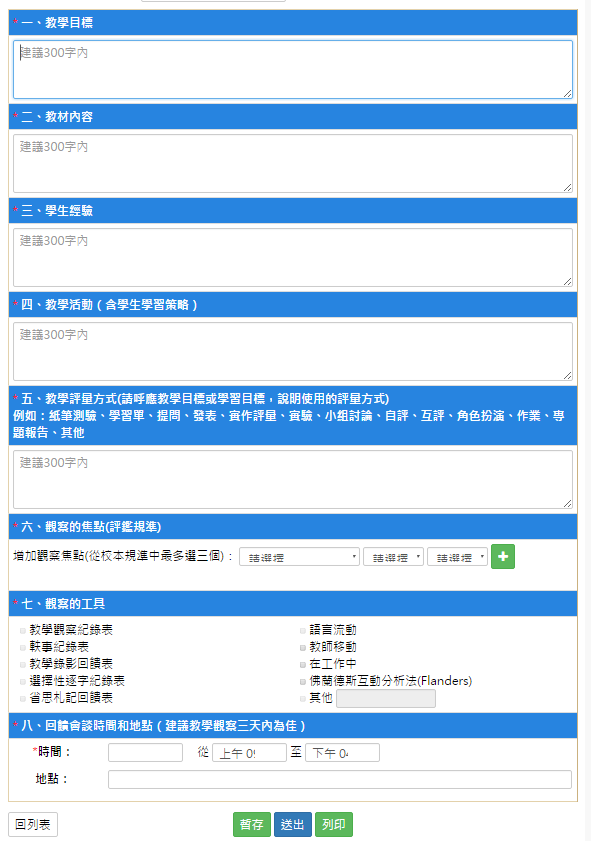 *一、教學目標
建議300字內
*二、教材內容
建議300字內
*三、學生經驗
建議300字內
*四、教學活動（含學生學習策略）
建議300字內
*五、教學評量方式(請呼應教學目標或學習目標，說明使用的評量方式)
例如：紙筆測驗、學習單、提問、發表、實作評量、實驗、小組討論、自評、互評、角色扮演、作業、專
題報告、其他
建議300字內
*六、觀察的焦點(評鑑規準)
增加觀察焦點(從校本規準中最多選三個)： 請選擇 請選擇 請選擇 +
*七、觀察的工具
教學觀察紀錄表 語言流動
軼事紀錄表 教師移動
教學錄影回饋表 在工作中
選擇性逐字紀錄表 佛蘭德斯互動分析法(Flanders)
省思札記回饋表 其他
*八、回饋會談時間和地點（建議教學觀察三天內為佳）
*時間： 從 上午 09 至 下午 04
地點：
回列表 暫存 送出 列印